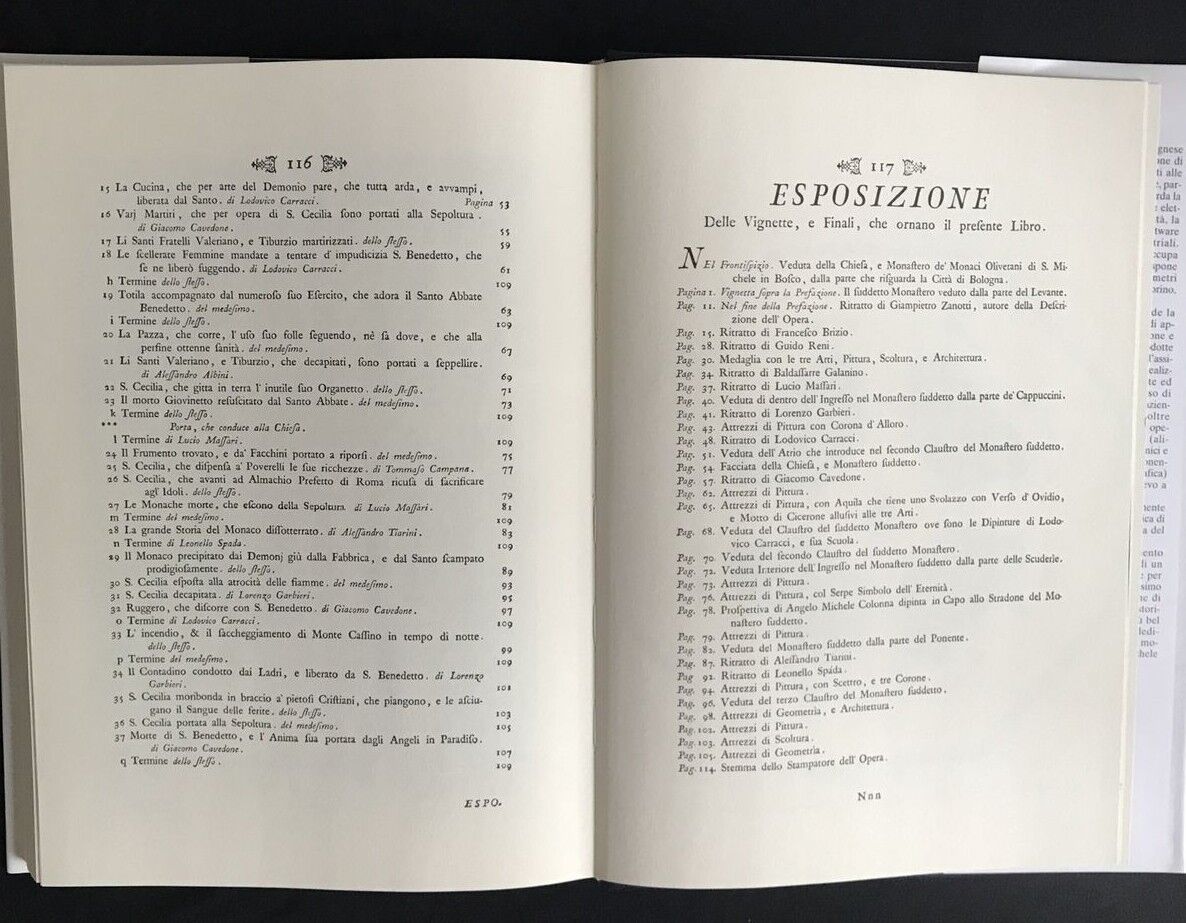 116
15 La Cucina, che per arte del Demonio pare, che tutta arda, e avvampi,
liberata dal Santo. di Lodovico Carracci. Pagina 53
16 Varj Martiri, che per opera di S. Cecilia ſono portati alla Sepoltura.
di Giacomo Cavedone. 55
17 Li Santi Fratelli Valeriano, e Tiburzio martirizzati. dello ſteſſo. 59
18 Le ſcellerate Femmine mandate a tentare d' impudicizia S. Benedetto, che
ſe ne liberò fuggendo. di Lodovico Carracci. 61
h Termine dello ſteſſo. 109
19 Totila accompagnato dal numeroſo ſuo Eſercito, che adora il Santo Abbate
Benedetto. del medeſimo. 63
i Termine dello ſteſſo. 109
20 La Pazza, che corre, l' uſo ſuo folle ſeguendo, nè ſa dove, e che alla
perfine ottenne ſanità. del medeſimo. 67
21 Li Santi Valeriano, e Tiburzio, che decapitati, ſono portati a ſeppellire.
di Aleſſandro Albini. 69
22 S. Cecilia, che gitta in terra l' inutile ſuo Organetto. dello ſteſſo. 71
23 Il morto Giovinetto reſuſcitato dal Santo Abbate. del medeſimo. 73
k Termine dello ſteſſo. 109
*** Porta, che conduce alla Chieſa.
l Termine di Lucio Maſſari. 109
24 Il Frumento trovato, e da' Facchini portato a riporſi. del medeſimo. 75
25 S. Cecilia, che diſpenſa a' Poverelli le ſue ricchezze. di Tommaſo Campana. 77
26 S. Cecilia, che avanti ad Almachio Prefetto di Roma ricuſa di ſacrificare
agl' Idoli. dello ſteſſo. 79
27 Le Monache morte, che eſcono della Sepoltura. di Lucio Maſſari. 81
m Termine del medeſimo. 109
28 La grande Storia del Monaco diſſotterrato. di Aleſſandro Tiarini. 83
n Termine di Leonello Spada. 109
29 Il Monaco precipitato dai Demonj giù dalla Fabbrica, e dal Santo ſcampato
prodigioſamente. dello ſteſſo. 89
30 S. Cecilia eſpoſta alla atrocità delle fiamme. del medeſimo. 93
31 S. Cecilia decapitata. di Lorenzo Garbieri. 95
32 Ruggero, che diſcorre con S. Benedetto. di Giacomo Cavedone. 97
o Termine di Lodovico Carracci. 109
33 L' incendio, & il ſaccheggiamento di Monte Caſſino in tempo di notte.
dello ſteſſo. 99
p Termine del medeſimo. 109
34 Il Contadino condotto dai Ladri, e liberato da S. Benedetto. di Lorenzo
Garbieri. 101
35 S. Cecilia moribonda in braccio a' pietoſi Criſtiani, che piangono, e le aſciu-
gano il Sangue delle ferite. dello ſteſſo. 103
36 S. Cecilia portata alla Sepoltura. del medeſimo. 105
37 Morte di S. Benedetto, e l' Anima ſua portata dagli Angeli in Paradiſo.
di Giacomo Cavedone. 107
q Termine dello ſteſſo. 109
ESPO.
117
ESPOSIZIONE
Delle Vignette, e Finali, che ornano il preſente Libro.
NEl Frontiſpizio. Veduta della Chieſa, e Monaſtero de' Monaci Olivetani di S. Mi-
chele in Boſco, dalla parte che riſguarda la Città di Bologna.
Pagina 1. Vignetta ſopra la Prefazione. Il ſuddetto Monaſtero veduto dalla parte del Levante.
Pag. 11. Nel fine della Prefazione. Ritratto di Giampietro Zanotti, autore della Deſcri-
zione dell' Opera.
Pag. 15. Ritratto di Franceſco Brizio.
Pag. 28. Ritratto di Guido Reni.
Pag. 30. Medaglia con le tre Arti, Pittura, Scoltura, e Architettura.
Pag. 34. Ritratto di Baldaſſarre Galanino.
Pag. 37. Ritratto di Lucio Maſſari.
Pag. 40. Veduta di dentro dell' Ingreſſo nel Monaſtero ſuddetto dalla parte de' Cappuccini.
Pag. 41. Ritratto di Lorenzo Garbieri.
Pag. 43. Attrezzi di Pittura con Corona d' Alloro.
Pag. 48. Ritratto di Lodovico Carracci.
Pag. 51. Veduta dell' Atrio che introduce nel ſecondo Clauſtro del Monaſtero ſuddetto.
Pag. 54. Facciata della Chieſa, e Monaſtero ſuddetto.
Pag. 57. Ritratto di Giacomo Cavedone.
Pag. 62. Attrezzi di Pittura.
Pag. 65. Attrezzi di Pittura, con Aquila che tiene uno Svolazzo con Verſo d' Ovidio,
e Motto di Cicerone alluſivi alle tre Arti.
Pag. 68. Veduta del Clauſtro del ſuddetto Monaſtero ove ſono le Dipinture di Lodo-
vico Carracci, e ſua Scuola.
Pag. 70. Veduta del ſecondo Clauſtro del ſuddetto Monaſtero.
Pag. 72. Veduta Interiore dell' Ingreſſo nel Monaſtero ſuddetto dalla parte delle Scuderie.
Pag. 73. Attrezzi di Pittura.
Pag. 76. Attrezzi di Pittura, col Serpe Simbolo dell' Eternità.
Pag. 78. Proſpettiva di Angelo Michele Colonna dipinta in Capo allo Stradone del Mo-
naſtero ſuddetto.
Pag. 79. Attrezzi di Pittura.
Pag. 82. Veduta del Monaſtero ſuddetto dalla parte del Ponente.
Pag. 87. Ritratto di Aleſſandro Tiarini.
Pag. 92. Ritratto di Leonello Spada.
Pag. 94. Attrezzi di Pittura, con Scettro, e tre Corone.
Pag. 96. Veduta del terzo Clauſtro del Monaſtero ſuddetto.
Pag. 98. Attrezzi di Geometria, e Architettura.
Pag. 102. Attrezzi di Pittura.
Pag. 103. Attrezzi di Scoltura.
Pag. 105. Attrezzi di Geometria.
Pag. 114. Stemma dello Stampatore dell' Opera.
Nnn